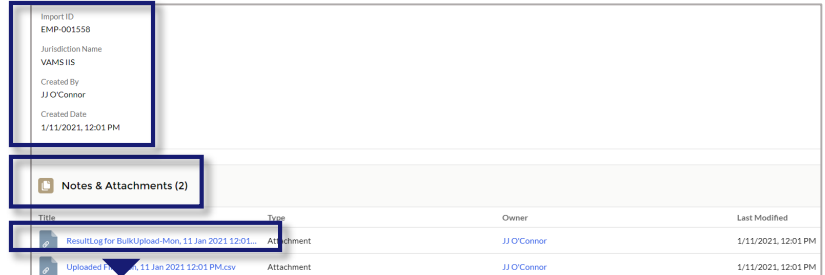 Import ID
EMP-001558
Jurisdiction Name
VAMS IIS
Created By
JJ O'Connor
Created Date
1/11/2021, 12:01 PM
Notes & Attachments (2)
Title Type Owner Last Modified
ResultLog for BulkUpload-Mon, 11 Jan 2021 12:01... Attachment JJ O'Connor 1/11/2021, 12:01 PM
Uploaded 11 Jan 2021 12:01 PM.csv Attachment JJ O'Connor 1/11/2021, 12:01 PM